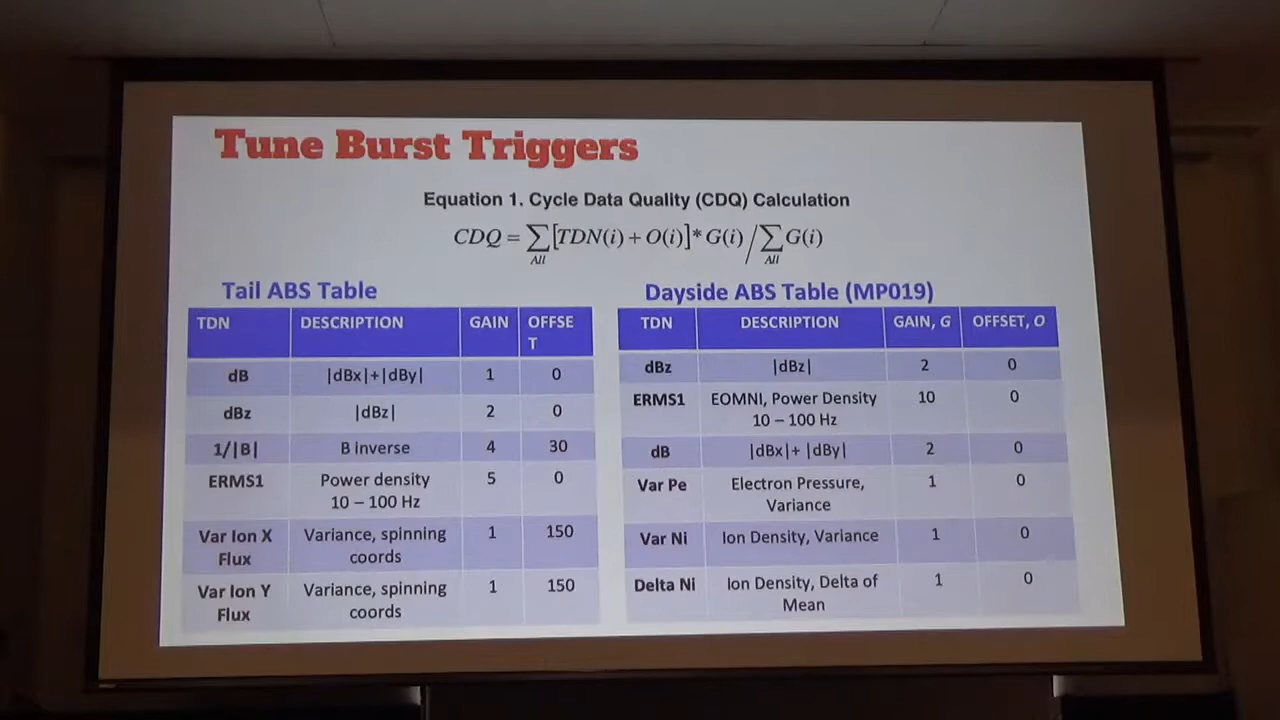 Tune Burst Triggers
Equation 1. Cycle Data Quality (CDQ) Calculation
CDQ = ∑[TDN(i) + O(i)]* G(i) / ∑G(i)
All All
Tail ABS Table
TDN DESCRIPTION GAIN OFFSE
T
dB |dBx|+|dBy| 1 0
dBz |dBz| 2 0
1/|B| B inverse 4 30
ERMS1 Power density 5 0
10 – 100 Hz
Var Ion X Variance, spinning 1 150
Flux coords
Var Ion Y Variance, spinning 1 150
Flux coords
Dayside ABS Table (MP019)
TDN DESCRIPTION GAIN, G OFFSET, O
dBz |dBz| 2 0
ERMS1 EOMNI, Power Density 10 0
10 – 100 Hz
dB |dBx|+ |dBy| 2 0
Var Pe Electron Pressure, 1 0
Variance
Var Ni Ion Density, Variance 1 0
Delta Ni Ion Density, Delta of 1 0
Mean